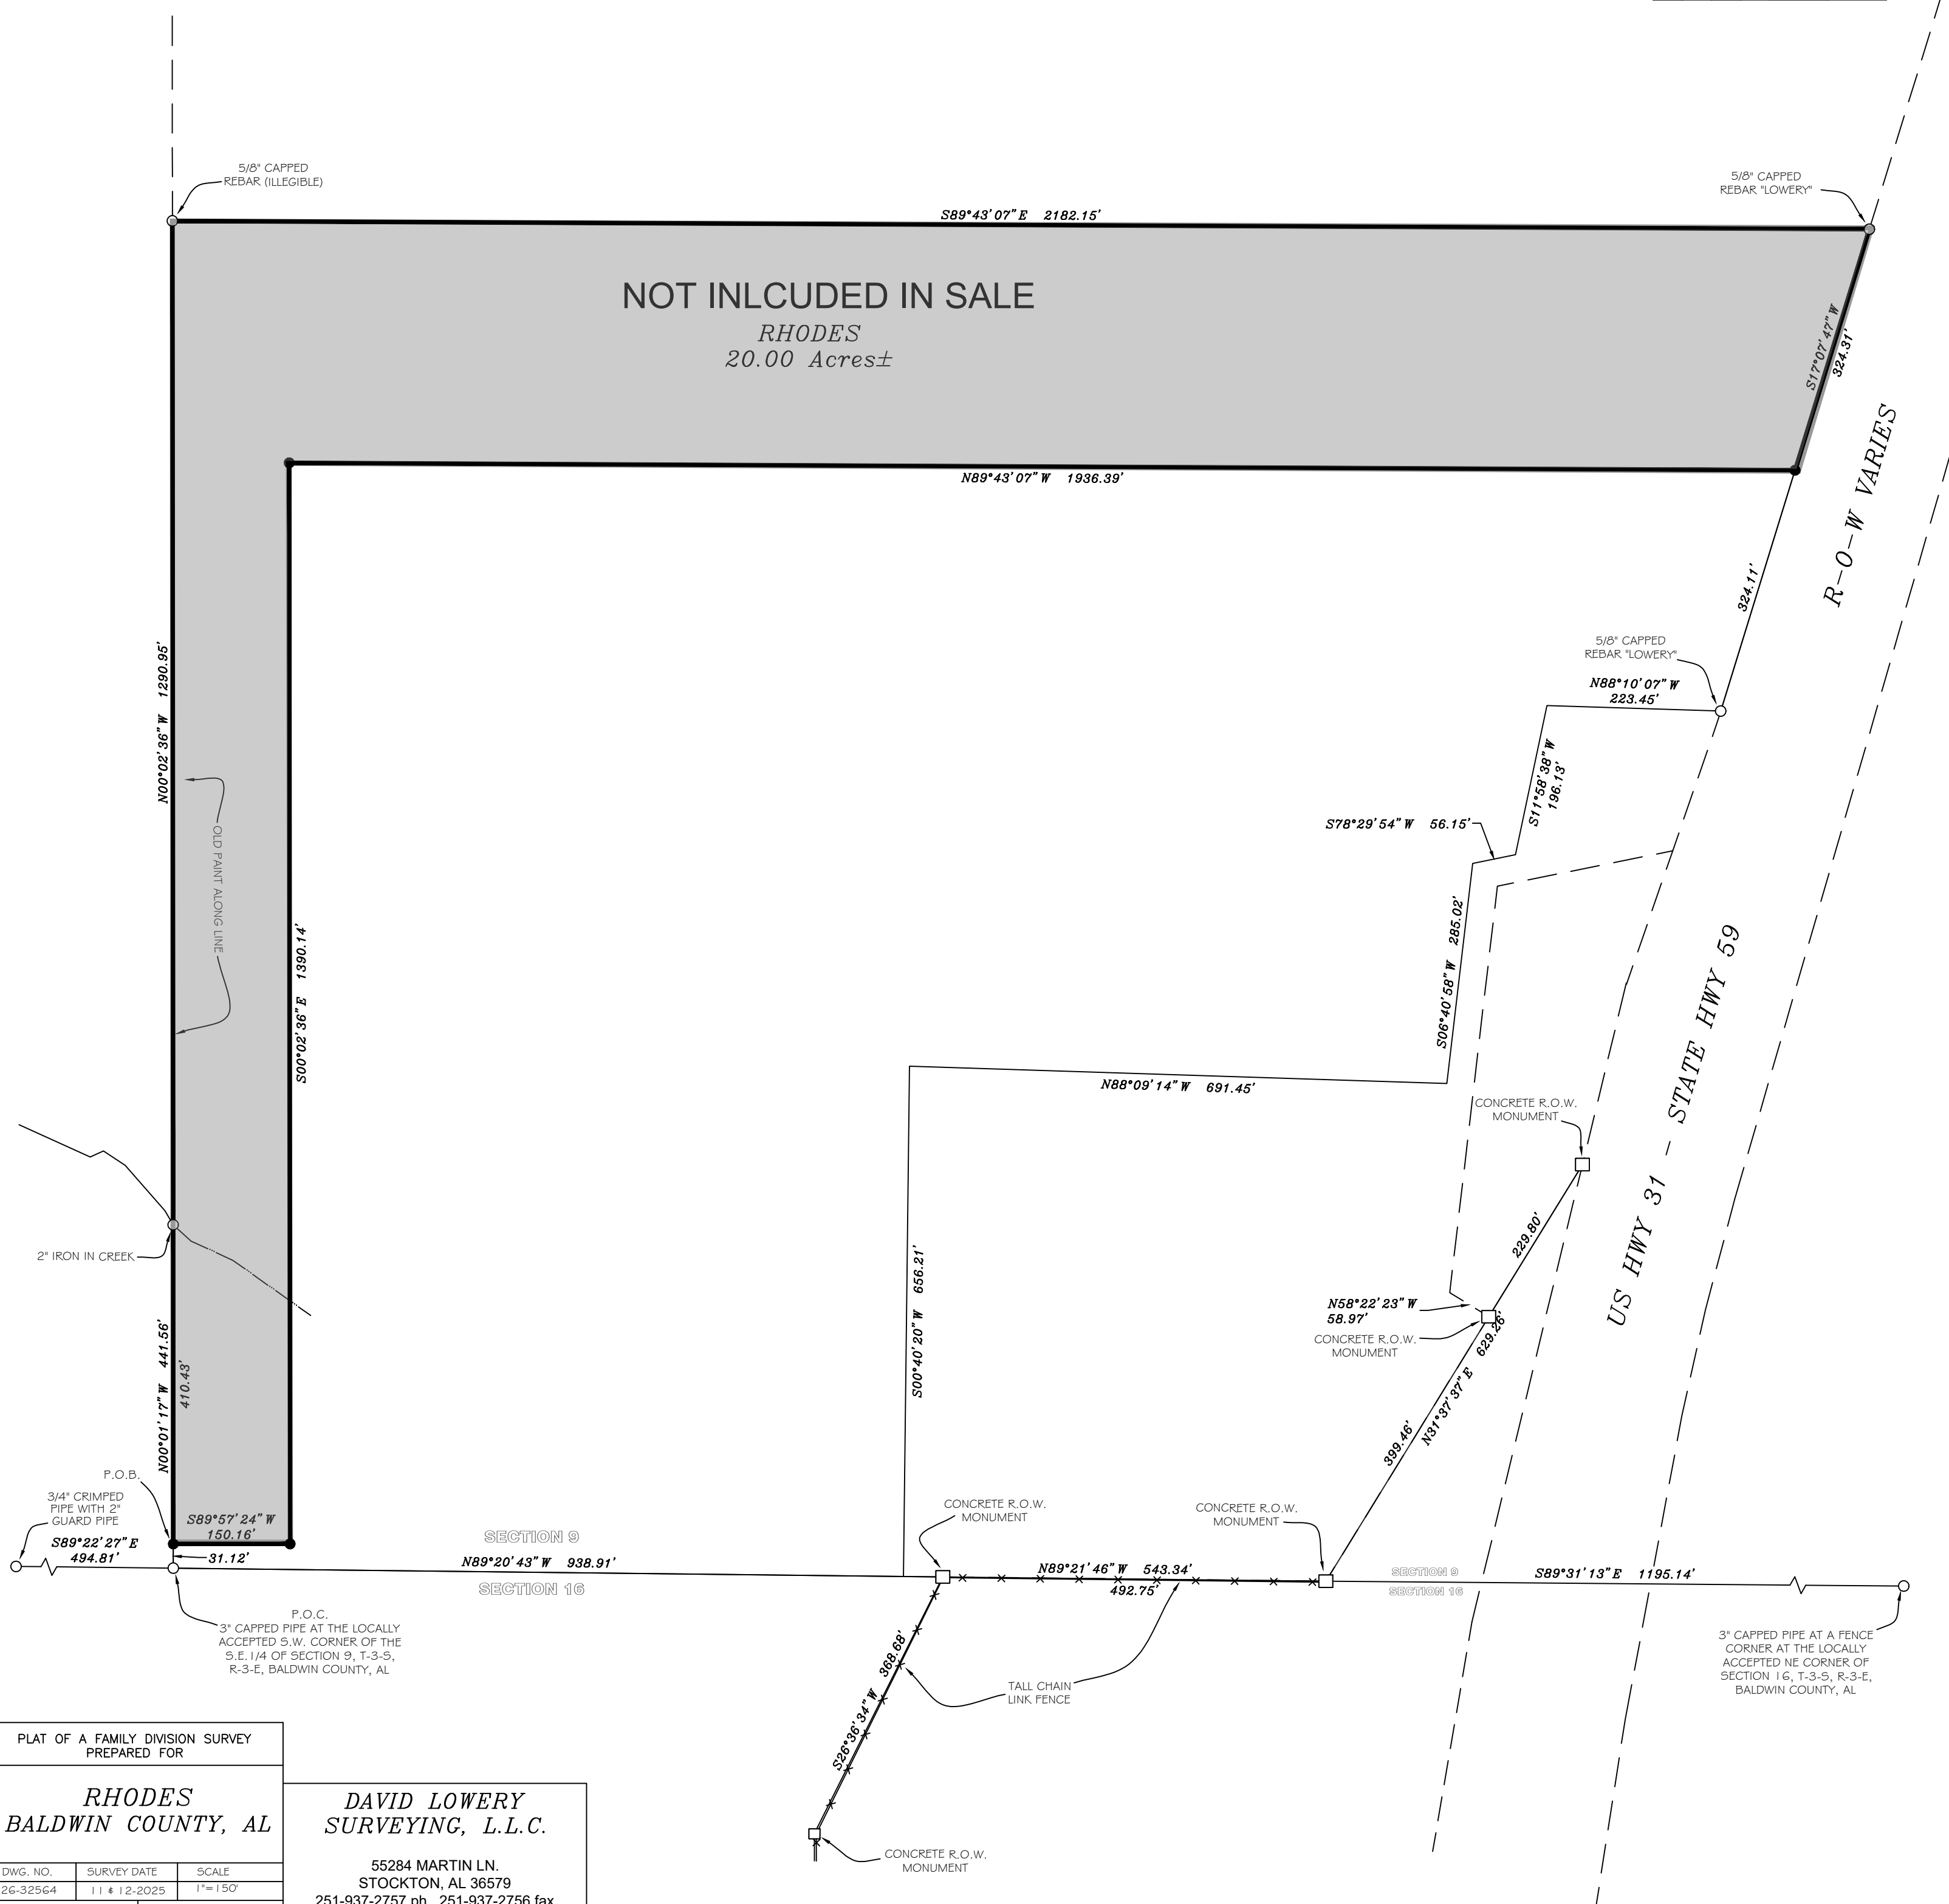 5/8" CAPPED
REBAR (ILLEGIBLE)
5/8" CAPPED
REBAR "LOWERY"
S89°43'07"E 2182.15'
NOT INLCUDED IN SALE
RHODES
20.00 Acres±
S17°07'47"W
324.31'
N89°43'07"W 1936.39'
R-O-W VARIES
324.11'
5/8" CAPPED
REBAR "LOWERY"
N88°10'07"W
223.45'
N00°02'36"W 1290.95'
S11°58'38"W
196.13'
OLD PAINT ALONG LINE
S78°29'54"W 56.15'
S00°02'36"E 1390.14'
S06°40'58"W 285.02'
US HWY 31 - STATE HWY 59
N88°09'14"W 691.45'
CONCRETE R.O.W.
MONUMENT
2" IRON IN CREEK
229.80'
S00°40'20"W 656.21'
N58°22'23"W
58.97'
CONCRETE R.O.W.
MONUMENT
N00°01'17"W 441.56'
410.43'
N31°37'37"E 629.26'
399.46'
P.O.B.
3/4" CRIMPED
PIPE WITH 2"
GUARD PIPE
S89°22'27"E
494.81'
S89°57'24"W
150.16'
31.12'
SECTION 9
N89°20'43"W 938.91'
SECTION 16
CONCRETE R.O.W.
MONUMENT
CONCRETE R.O.W.
MONUMENT
N89°21'46"W 543.34'
492.75'
SECTION 9
SECTION 16
S89°31'13"E 1195.14'
P.O.C.
3" CAPPED PIPE AT THE LOCALLY
ACCEPTED S.W. CORNER OF THE
S.E.1/4 OF SECTION 9, T-3-S,
R-3-E, BALDWIN COUNTY, AL
S26°36'34"W 368.68'
TALL CHAIN
LINK FENCE
3" CAPPED PIPE AT A FENCE
CORNER AT THE LOCALLY
ACCEPTED NE CORNER OF
SECTION 16, T-3-S, R-3-E,
BALDWIN COUNTY, AL
CONCRETE R.O.W.
MONUMENT
PLAT OF A FAMILY DIVISION SURVEY
PREPARED FOR
RHODES
BALDWIN COUNTY, AL
DWG. NO. SURVEY DATE SCALE
26-32564 11 & 12-2025 1"=150'
DAVID LOWERY
SURVEYING, L.L.C.
55284 MARTIN LN.
STOCKTON, AL 36579
251-937-2757 ph. 251-937-2756 fax